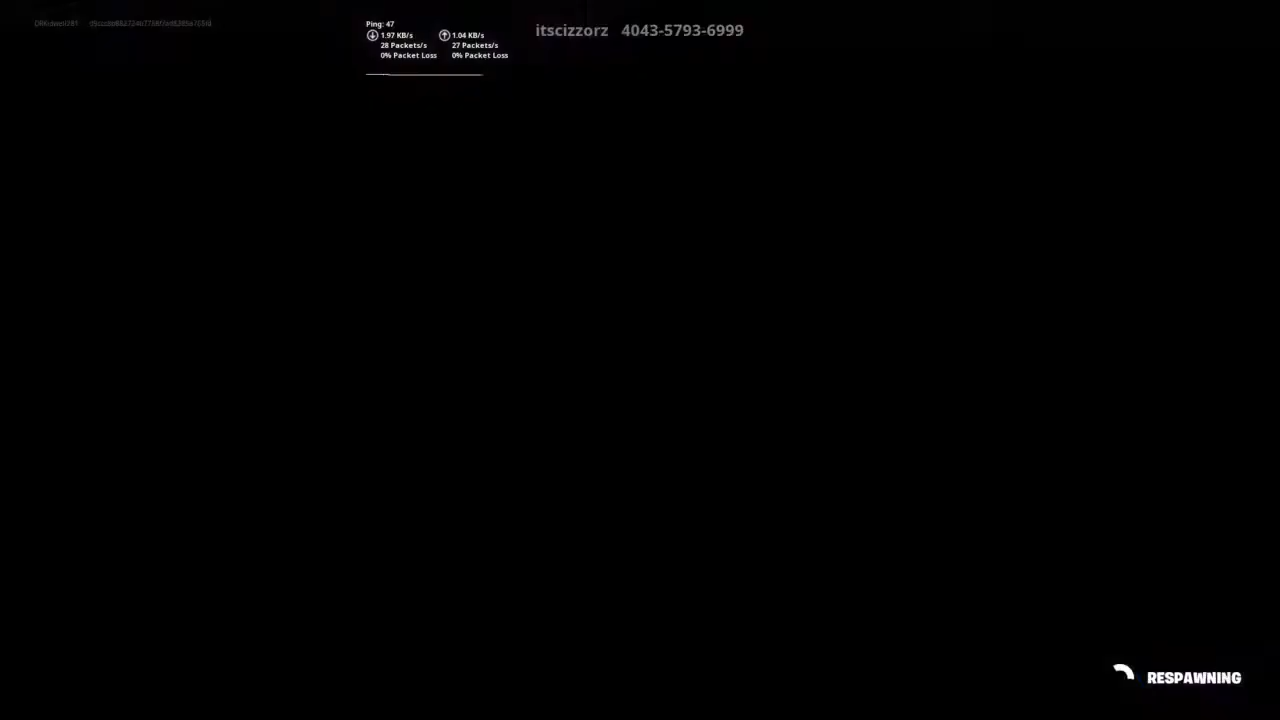 Ping: 47
1.97 KB/s 1.04 KB/s
28 Packets/s 27 Packets/s
0% Packet Loss 0% Packet Loss
itscizzorz 4043-5793-6999
RESPAWNING